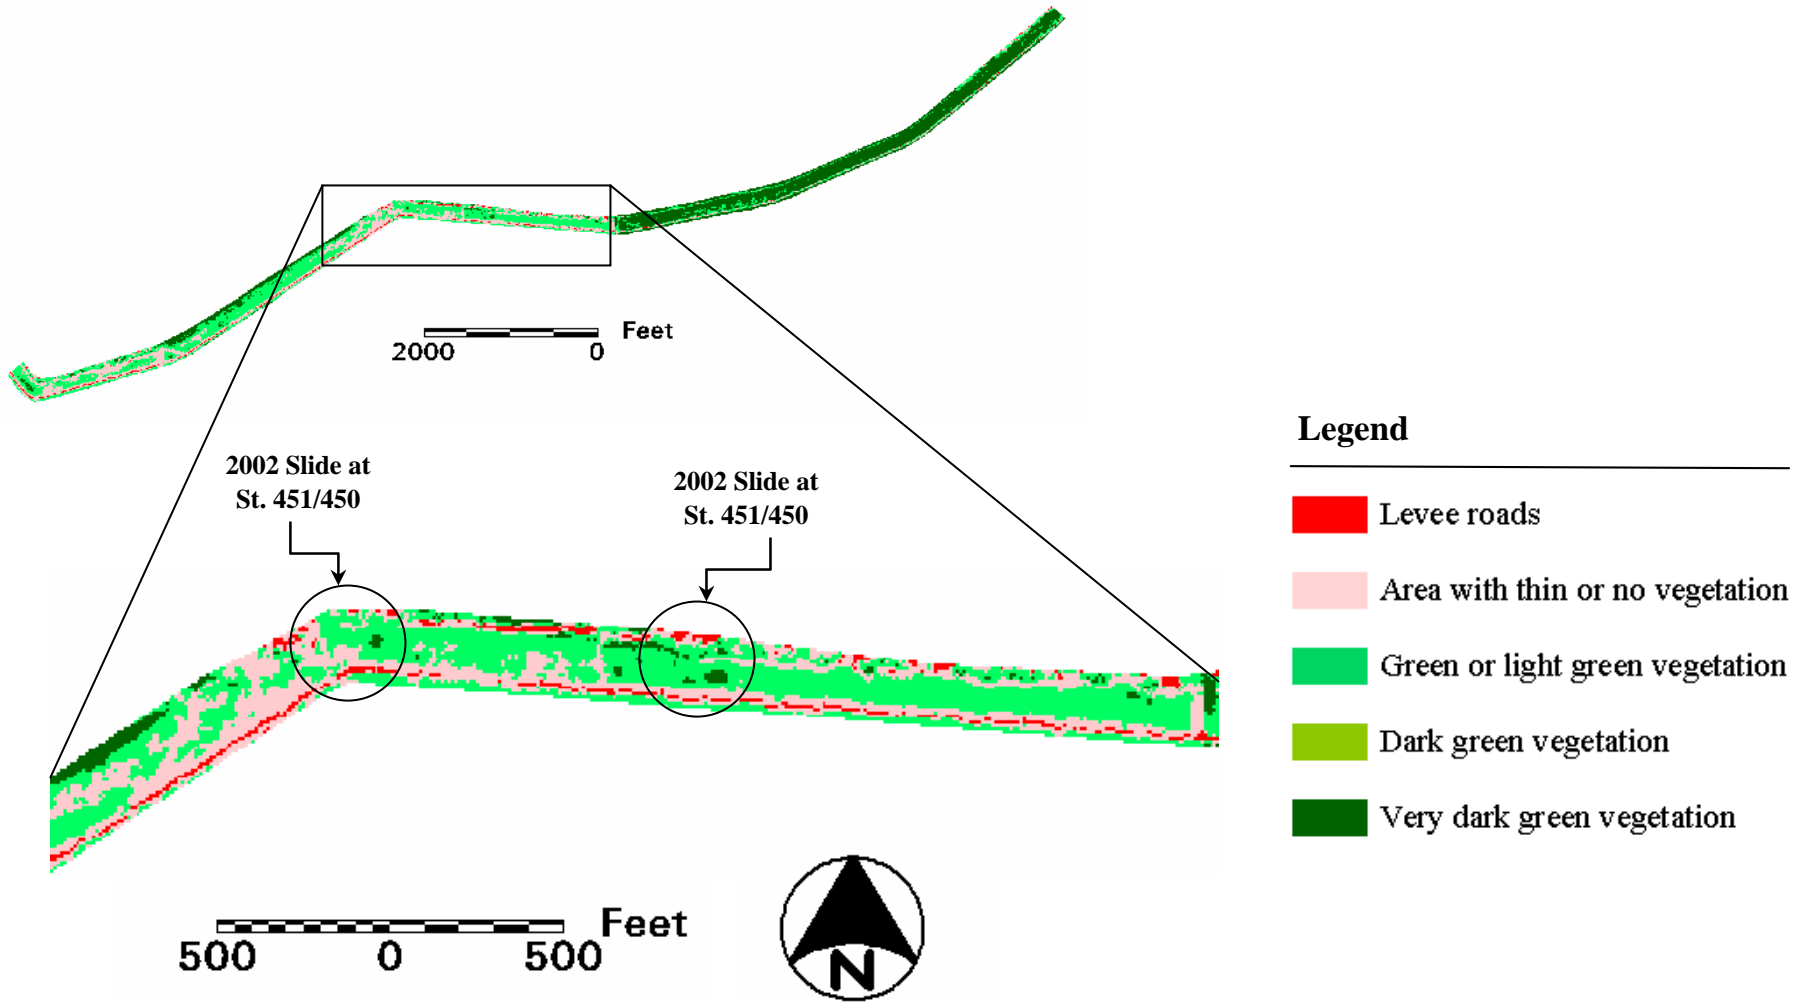 Feet
2000 0
2002 Slide at
St. 451/450
2002 Slide at
St. 451/450
Legend
Levee roads
Area with thin or no vegetation
Green or light green vegetation
Dark green vegetation
Very dark green vegetation
Feet
500 0 500
N